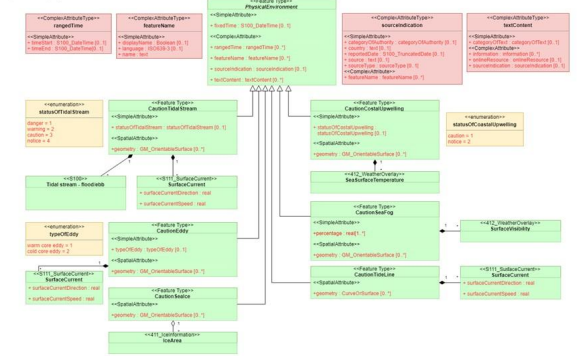 <<ComplexAttributeType>>
rangedTime
+ timeStart : S100_DateTime [0..1]
+ timeEnd : S100_DateTime[0..1]
<<ComplexAttributeType>>
featureName
<<SimpleAttribute>>
+ displayName : Boolean [0..1]
+ language : ISO639-3 [0..1]
+ name : text
<<Feature Type>>
PhysicalEnvironment
<<SimpleAttribute>>
+ fixedTime : S100_DateTime [0..1]
<<ComplexAttribute>>
+ rangedTime : rangedTime [0..*]
+ featureName : featureName [0..*]
+ sourceIndication : sourceIndication [0..*]
+ textContent : textContent [0..*]
<<ComplexAttributeType>>
sourceIndication
<<SimpleAttribute>>
+ categoryOfAuthority : categoryOfAuthority [0..1]
+ country : text [0..1]
+ reportedDate : S100_TruncatedDate [0..1]
+ source : text [0..1]
+ sourceType : sourceType [0..1]
<<ComplexAttribute>>
+ featureName : featureName [0..*]
<<ComplexAttributeType>>
textContent
<<SimpleAttribute>>
+ categoryOfText : categoryOfText [0..1]
<<ComplexAttribute>>
+ information : information [0..*]
+ onlineResource : onlineResource [0..1]
+ sourceIndication : sourceIndication [0..1]
<<enumeration>>
statusOfTidalStream
danger = 1
warning = 2
caution = 3
notice = 4
<<Feature Type>>
CautionTidalStream
<<SimpleAttribute>>
+ statusOfTidalStream : statusOfTidalStream [0..1]
<<SpatialAttribute>>
+geometry : GM_OrientableSurface [0..*]
<<Feature Type>>
CautionCostalUpwelling
<<SimpleAttribute>>
+ statusOfCostalUpwelling :
statusOfCostalUpwelling [0..1]
<<SpatialAttribute>>
+geometry : GM_OrientableSurface [0..*]
<<enumeration>>
statusOfCoastalUpwelling
caution = 1
notice = 2
<<S100>>
Tidal stream - flood/ebb
<<S111_SurfaceCurrent>>
SurfaceCurrent
+ surfaceCurrentDirection : real
+ surfaceCurrentSpeed : real
<<412_WeatherOverlay>>
SeaSurfaceTemperature
<<enumeration>>
typeOfEddy
warm core eddy = 1
cold core eddy = 2
<<Feature Type>>
CautionEddy
<<SimpleAttribute>>
+ typeOfEddy : typeOfEddy [0..1]
<<SpatialAttribute>>
+geometry : GM_OrientableSurface [0..*]
<<Feature Type>>
CautionSeaFog
<<SimpleAttribute>>
+percentage : real[1..*]
<<SpatialAttribute>>
+geometry : GM_OrientableSurface [0..*]
<<412_WeatherOverlay>>
SurfaceVisibility
<<S111_SurfaceCurrent>>
SurfaceCurrent
+ surfaceCurrentDirection : real
+ surfaceCurrentSpeed : real
<<Feature Type>>
CautionTideLine
<<SpatialAttribute>>
+geometry : CurveOrSurface [0..*]
<<S111_SurfaceCurrent>>
SurfaceCurrent
+ surfaceCurrentDirection : real
+ surfaceCurrentSpeed : real
<<Feature Type>>
CautionSeaIce
<<SpatialAttribute>>
+geometry : GM_OrientableSurface [0..*]
<<411_IceInformation>>
IceArea